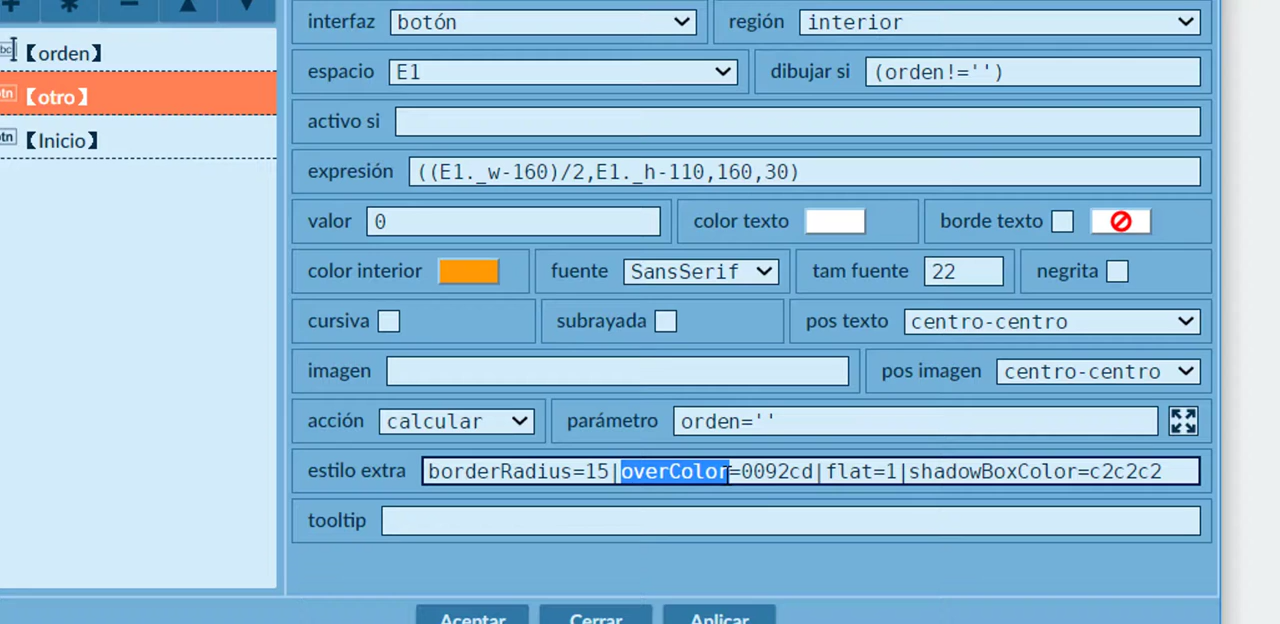 + * − ▲ ▼
【orden】
【otro】
【Inicio】
interfaz botón región interior
espacio E1 dibujar si (orden!='')
activo si
expresión ((E1._w-160)/2,E1._h-110,160,30)
valor 0 color texto borde texto
color interior fuente SansSerif tam fuente 22 negrita
cursiva subrayada pos texto centro-centro
imagen pos imagen centro-centro
acción calcular parámetro orden=''
estilo extra borderRadius=15|overColor=0092cd|flat=1|shadowBoxColor=c2c2c2
tooltip
Aceptar Cerrar Aplicar